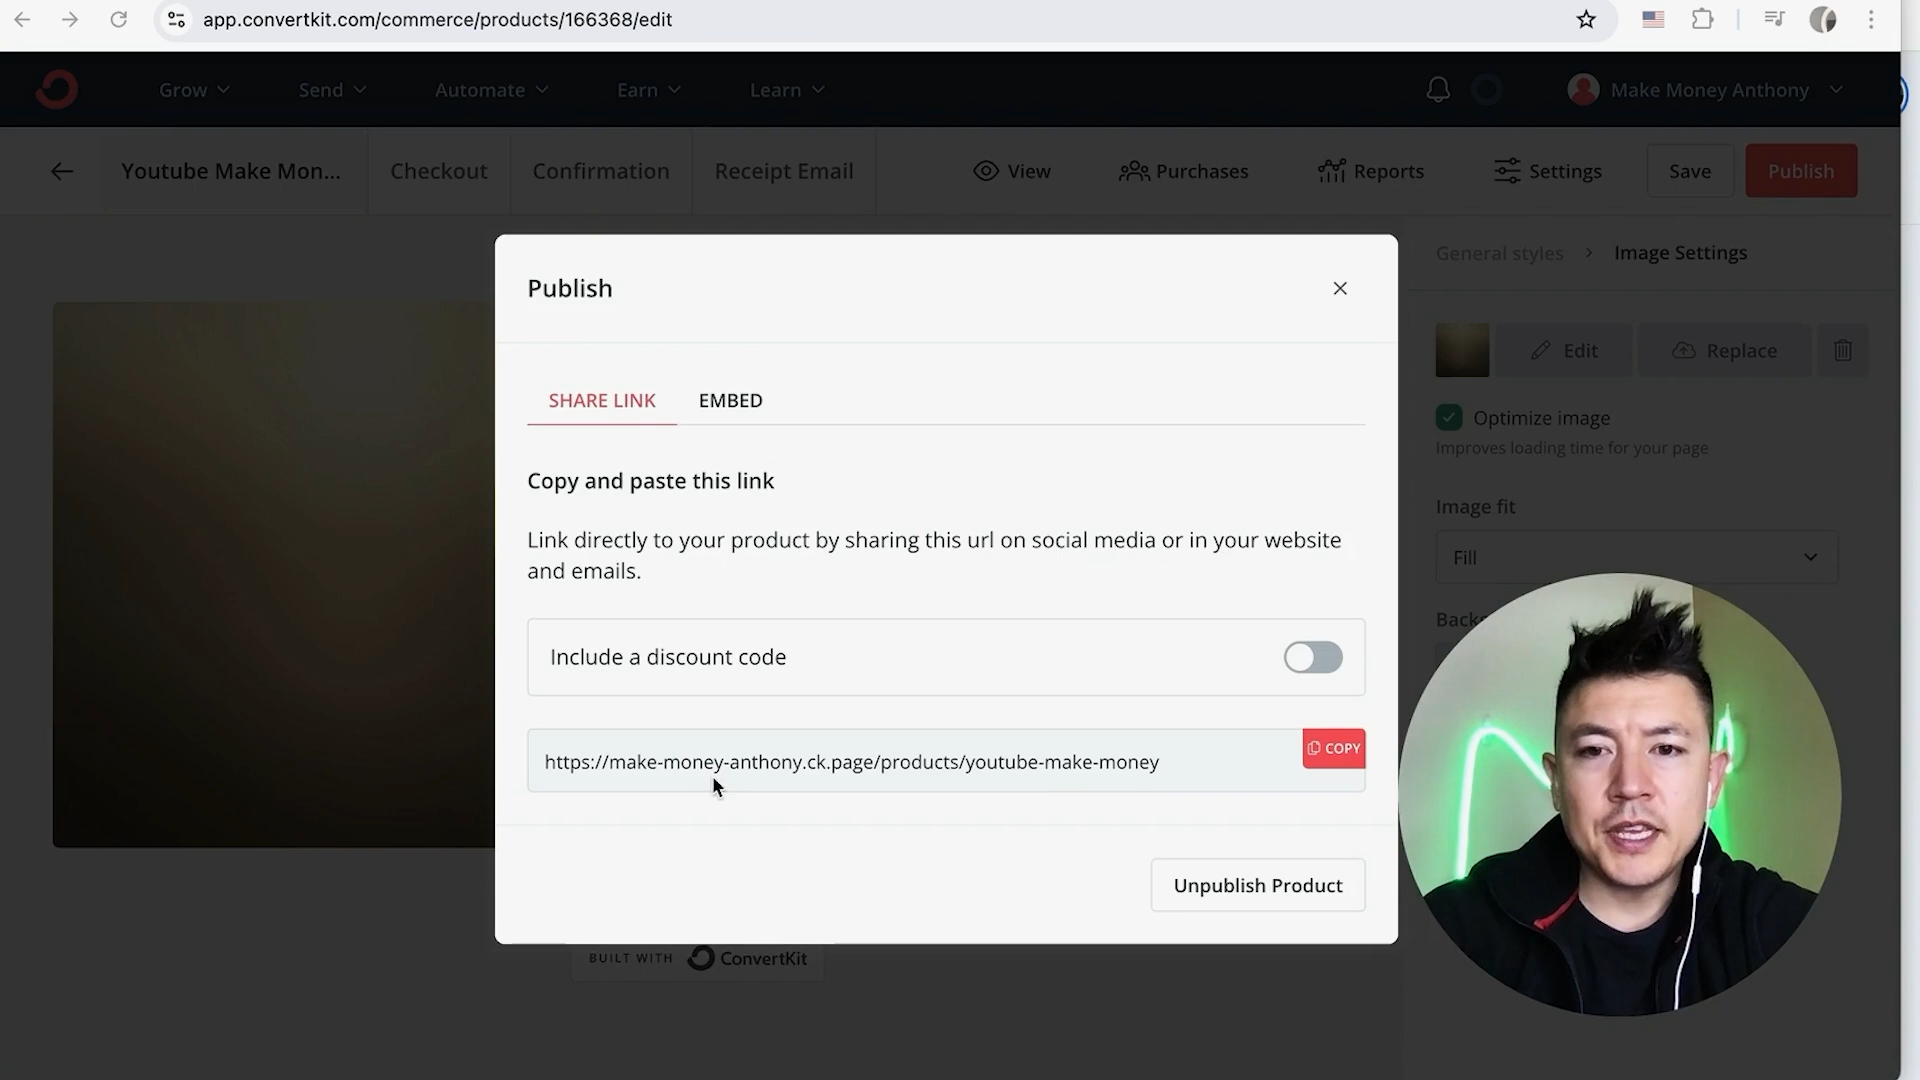 app.convertkit.com/commerce/products/166368/edit
Grow
Send
Automate
Earn
Learn
Make Money Anthony
Youtube Make Mon...
Checkout
Confirmation
Receipt Email
View
Purchases
Reports
Settings
Save
Publish
Publish
General styles
Image Settings
Edit
Replace
SHARE LINK
EMBED
Optimize image
Improves loading time for your page
Copy and paste this link
Image fit
Link directly to your product by sharing this url on social media or in your website
and emails.
Fill
Include a discount code
COPY
https://make-money-anthony.ck.page/products/youtube-make-money
Unpublish Product
BUILT WITH ConvertKit